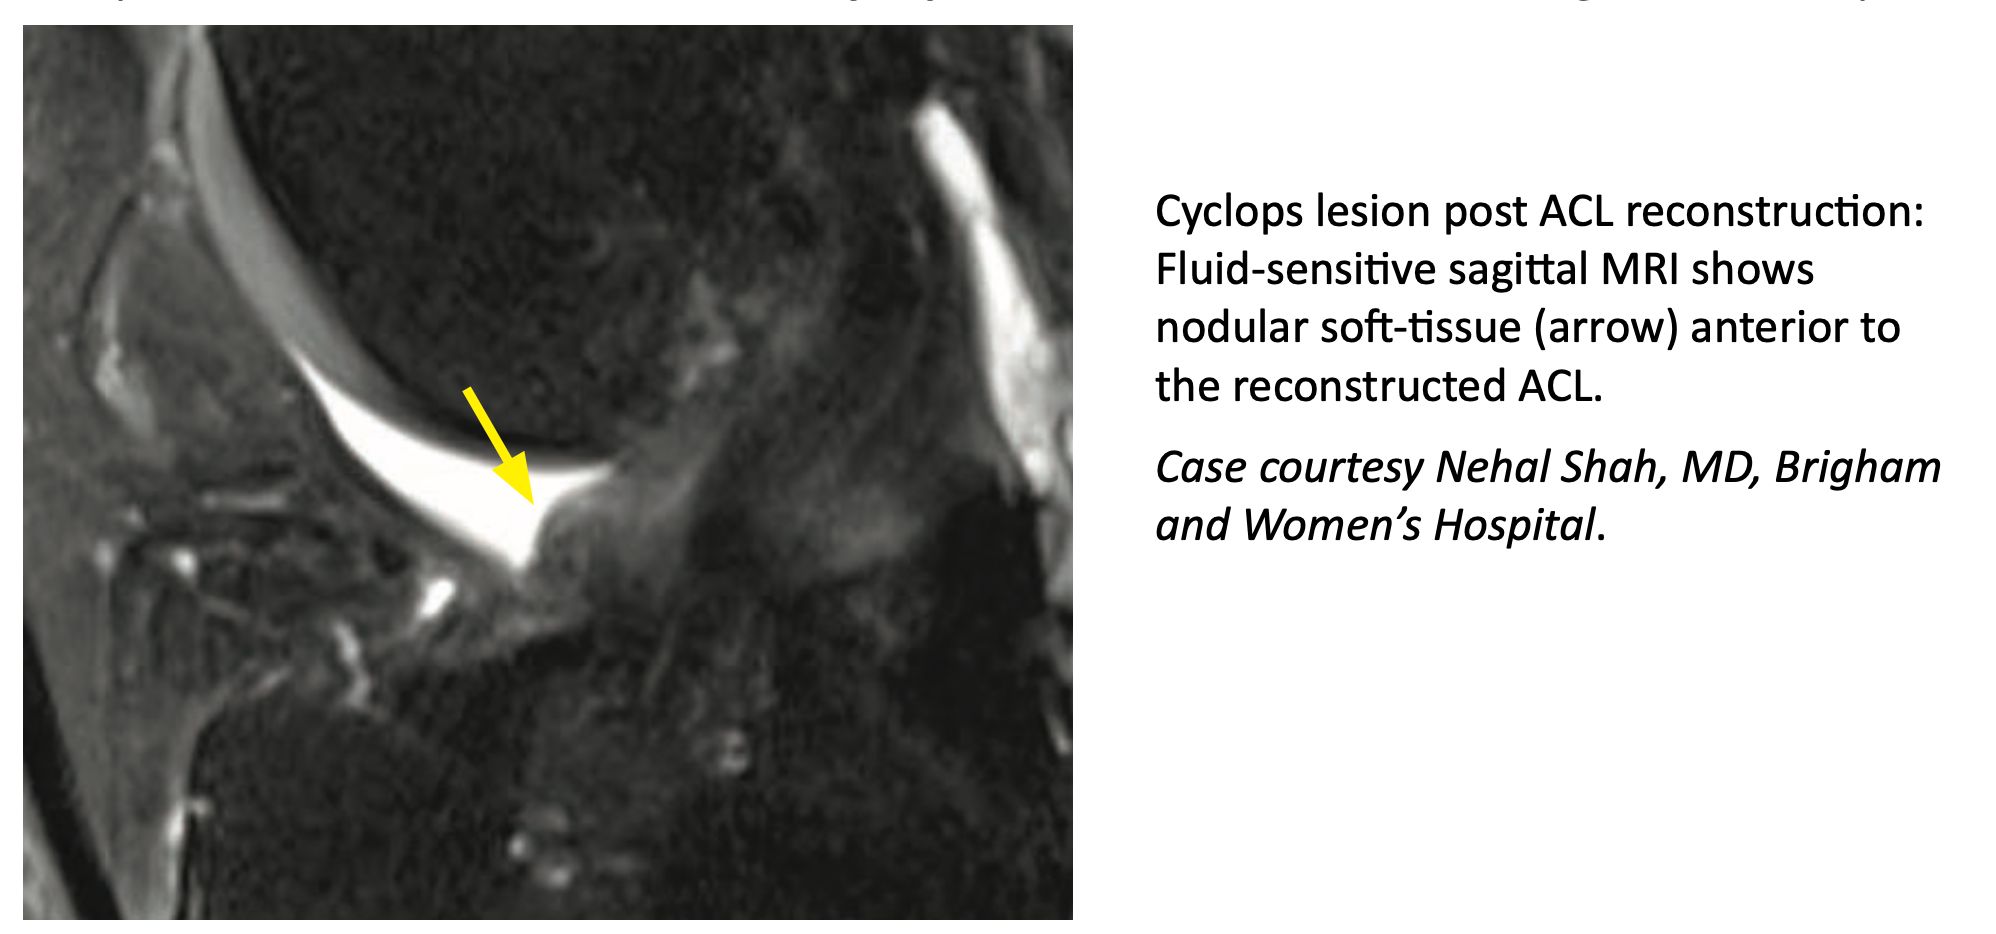 Cyclops lesion post ACL reconstruction:
Fluid-sensitive sagittal MRI shows
nodular soft-tissue (arrow) anterior to
the reconstructed ACL.
Case courtesy Nehal Shah, MD, Brigham
and Women’s Hospital.